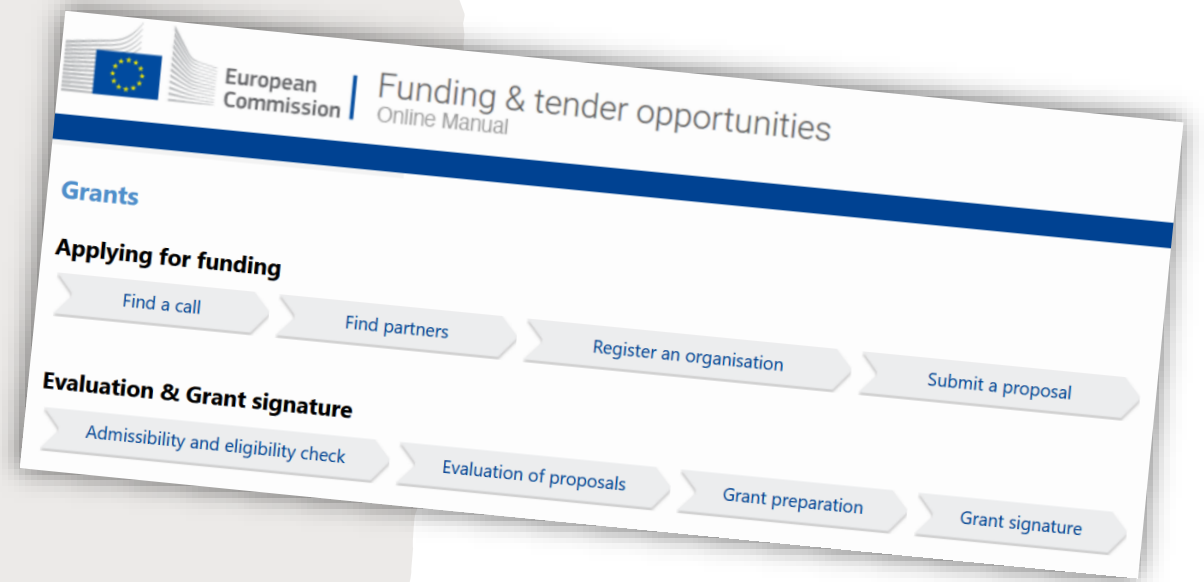 European
Commission
Funding & tender opportunities
Online Manual
Grants
Applying for funding
Find a call
Find partners
Register an organisation
Submit a proposal
Evaluation & Grant signature
Admissibility and eligibility check
Evaluation of proposals
Grant preparation
Grant signature